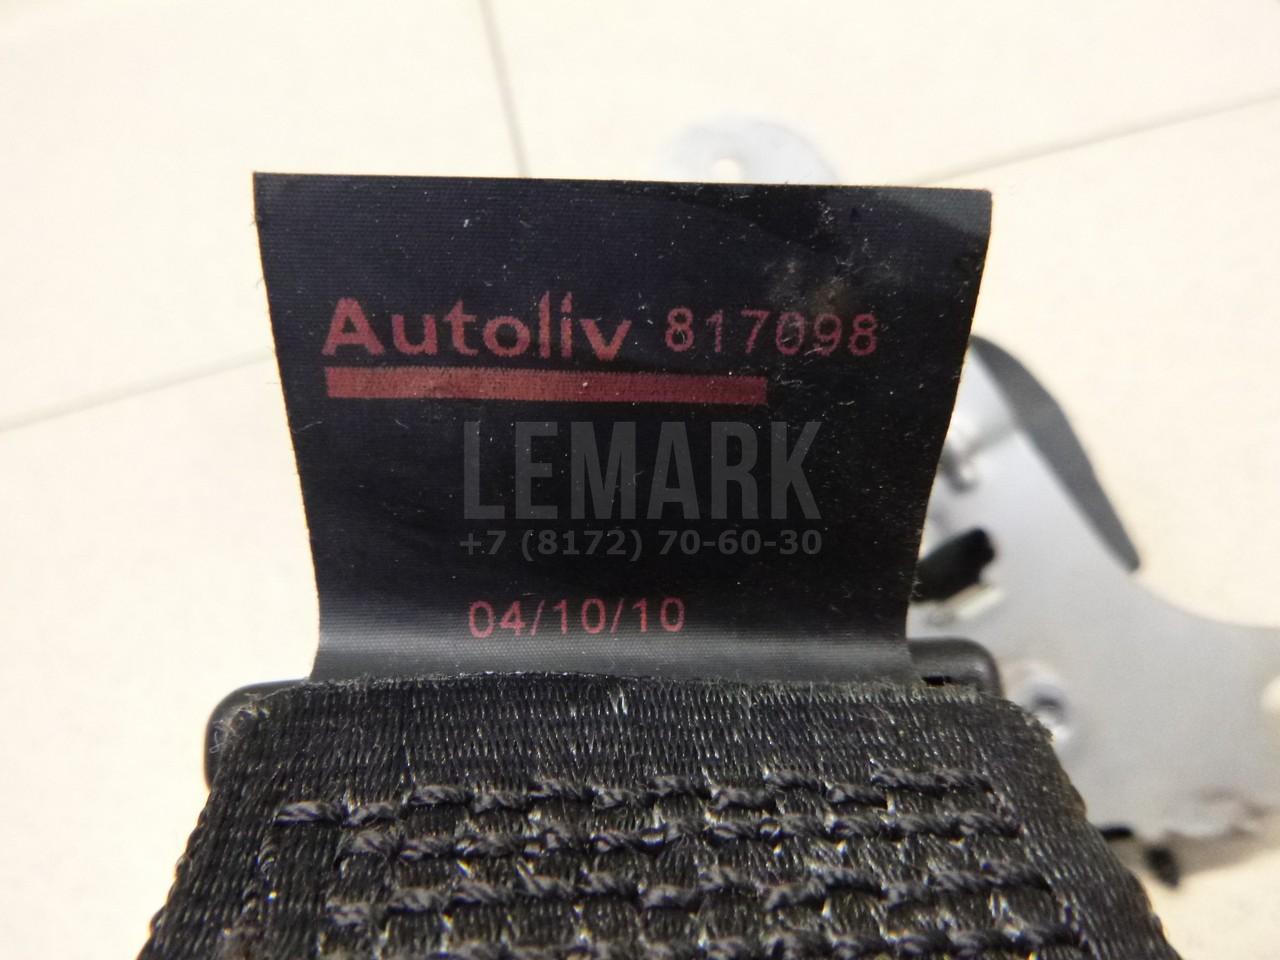 Autoliv 817098
LEMARK
+7 (8172) 70-60-30
04/10/10